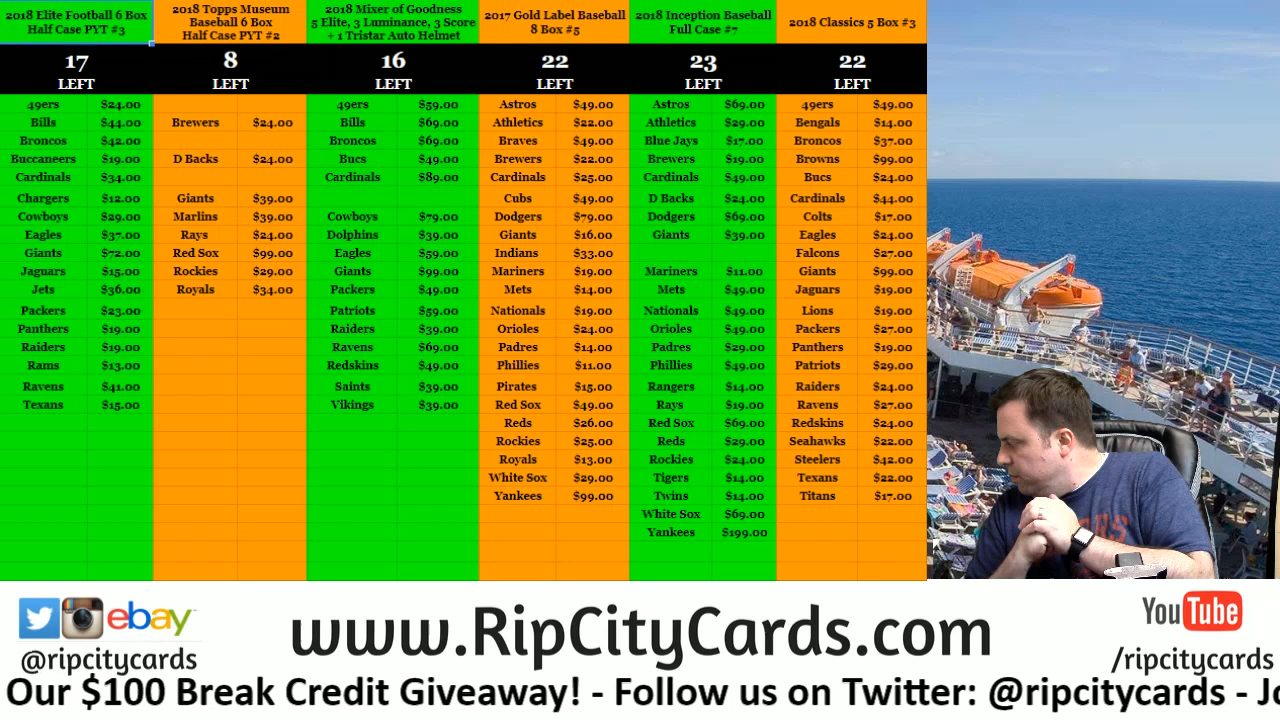 2018 Elite Football 6 Box
Half Case PYT #3
17
LEFT
49ers $24.00
Bills $44.00
Broncos $42.00
Buccaneers $19.00
Cardinals $34.00
Chargers $12.00
Cowboys $29.00
Eagles $37.00
Giants $72.00
Jaguars $15.00
Jets $36.00
Packers $23.00
Panthers $19.00
Raiders $19.00
Rams $13.00
Ravens $41.00
Texans $15.00
2018 Topps Museum
Baseball 6 Box
Half Case PYT #2
8
LEFT
Brewers $24.00
D Backs $24.00
Giants $39.00
Marlins $39.00
Rays $24.00
Red Sox $99.00
Rockies $29.00
Royals $34.00
2018 Mixer of Goodness
5 Elite, 3 Luminance, 3 Score
+ 1 Tristar Auto Helmet
16
LEFT
49ers $59.00
Bills $69.00
Broncos $69.00
Bucs $49.00
Cardinals $89.00
Cowboys $79.00
Dolphins $39.00
Eagles $59.00
Giants $99.00
Packers $49.00
Patriots $59.00
Raiders $39.00
Ravens $69.00
Redskins $49.00
Saints $39.00
Vikings $39.00
2017 Gold Label Baseball
8 Box #5
22
LEFT
Astros $49.00
Athletics $22.00
Braves $49.00
Brewers $22.00
Cardinals $25.00
Cubs $49.00
Dodgers $79.00
Giants $16.00
Indians $33.00
Mariners $19.00
Mets $14.00
Nationals $19.00
Orioles $24.00
Padres $14.00
Phillies $11.00
Pirates $15.00
Red Sox $49.00
Reds $26.00
Rockies $25.00
Royals $13.00
White Sox $29.00
Yankees $99.00
2018 Inception Baseball
Full Case #7
23
LEFT
Astros $69.00
Athletics $29.00
Blue Jays $17.00
Brewers $19.00
Cardinals $49.00
D Backs $24.00
Dodgers $69.00
Giants $39.00
Mariners $11.00
Mets $49.00
Nationals $49.00
Orioles $49.00
Padres $29.00
Phillies $49.00
Rangers $14.00
Rays $19.00
Red Sox $69.00
Reds $29.00
Rockies $24.00
Tigers $14.00
Twins $14.00
White Sox $69.00
Yankees $199.00
2018 Classics 5 Box #3
22
LEFT
49ers $49.00
Bengals $14.00
Broncos $37.00
Browns $99.00
Bucs $24.00
Cardinals $44.00
Colts $17.00
Eagles $24.00
Falcons $27.00
Giants $99.00
Jaguars $19.00
Lions $19.00
Packers $27.00
Panthers $19.00
Patriots $29.00
Raiders $24.00
Ravens $27.00
Redskins $24.00
Seahawks $22.00
Steelers $42.00
Texans $22.00
Titans $17.00
ebay
@ripcitycards
www.RipCityCards.com
YouTube
/ripcitycards
Our $100 Break Credit Giveaway! - Follow us on Twitter: @ripcitycards -